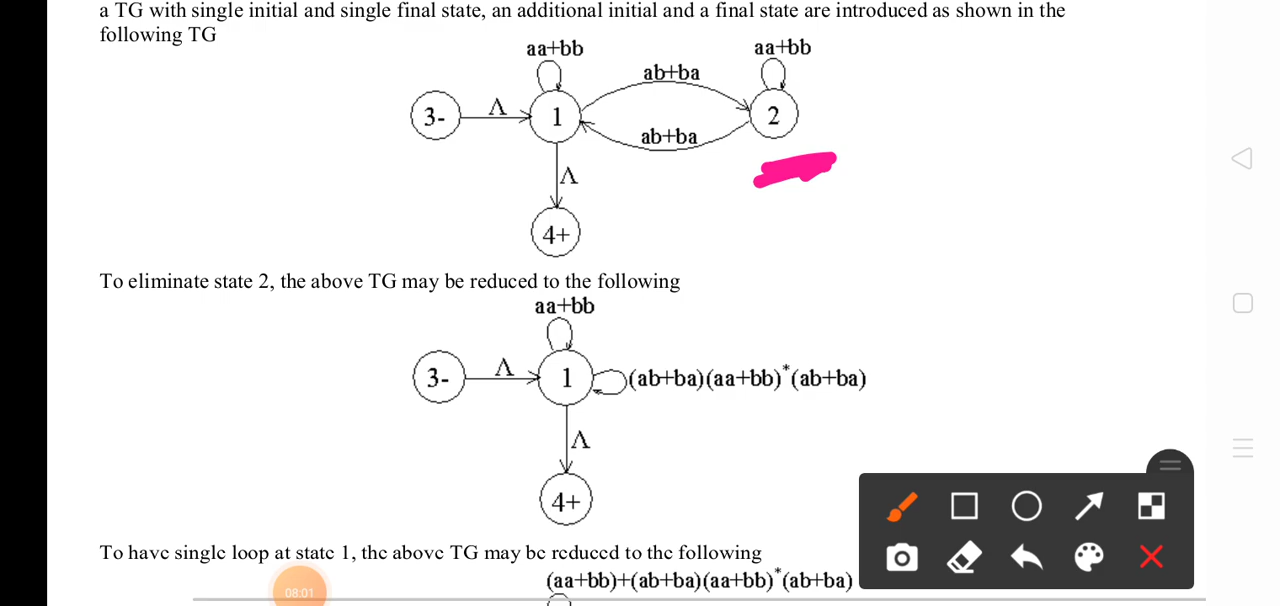 a TG with single initial and single final state, an additional initial and a final state are introduced as shown in the
following TG
aa+bb
aa+bb
ab+ba
3-
Λ
1
2
ab+ba
Λ
4+
To eliminate state 2, the above TG may be reduced to the following
aa+bb
3-
Λ
1
(ab+ba)(aa+bb)*(ab+ba)
Λ
4+
To have single loop at state 1, the above TG may be reduced to the following
(aa+bb)+(ab+ba)(aa+bb)*(ab+ba)
08:01